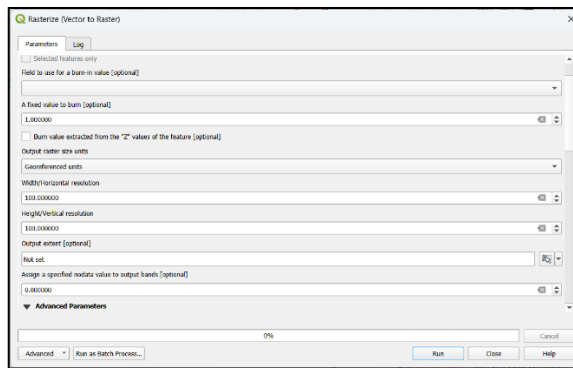 Rasterize (Vector to Raster)
Parameters Log
Selected features only
Field to use for a burn-in value [optional]
A fixed value to burn [optional]
1.000000
Burn value extracted from the "Z" values of the feature [optional]
Output raster size units
Georeferenced units
Width/Horizontal resolution
100.000000
Height/Vertical resolution
100.000000
Output extent [optional]
Not set
Assign a specified nodata value to output bands [optional]
0.000000
Advanced Parameters
0%
Cancel
Advanced Run as Batch Process... Run Close Help